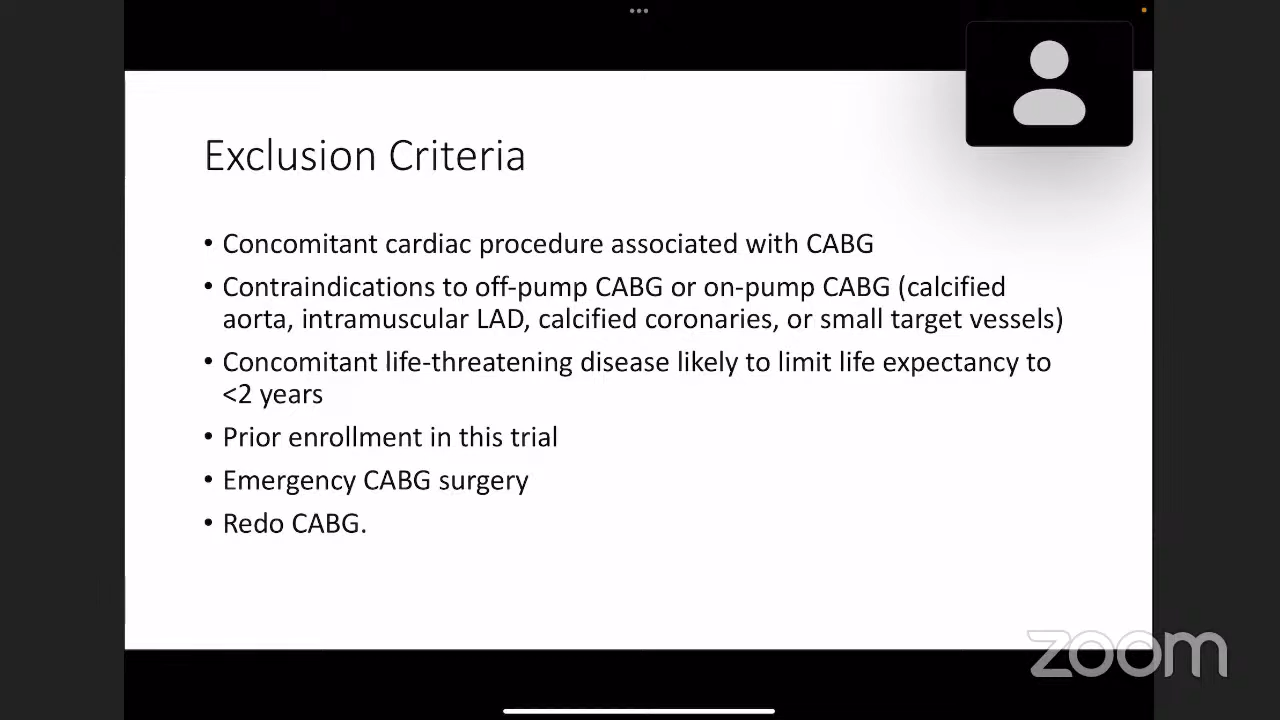 Exclusion Criteria
• Concomitant cardiac procedure associated with CABG
• Contraindications to off-pump CABG or on-pump CABG (calcified
aorta, intramuscular LAD, calcified coronaries, or small target vessels)
• Concomitant life-threatening disease likely to limit life expectancy to
<2 years
• Prior enrollment in this trial
• Emergency CABG surgery
• Redo CABG.
zoom